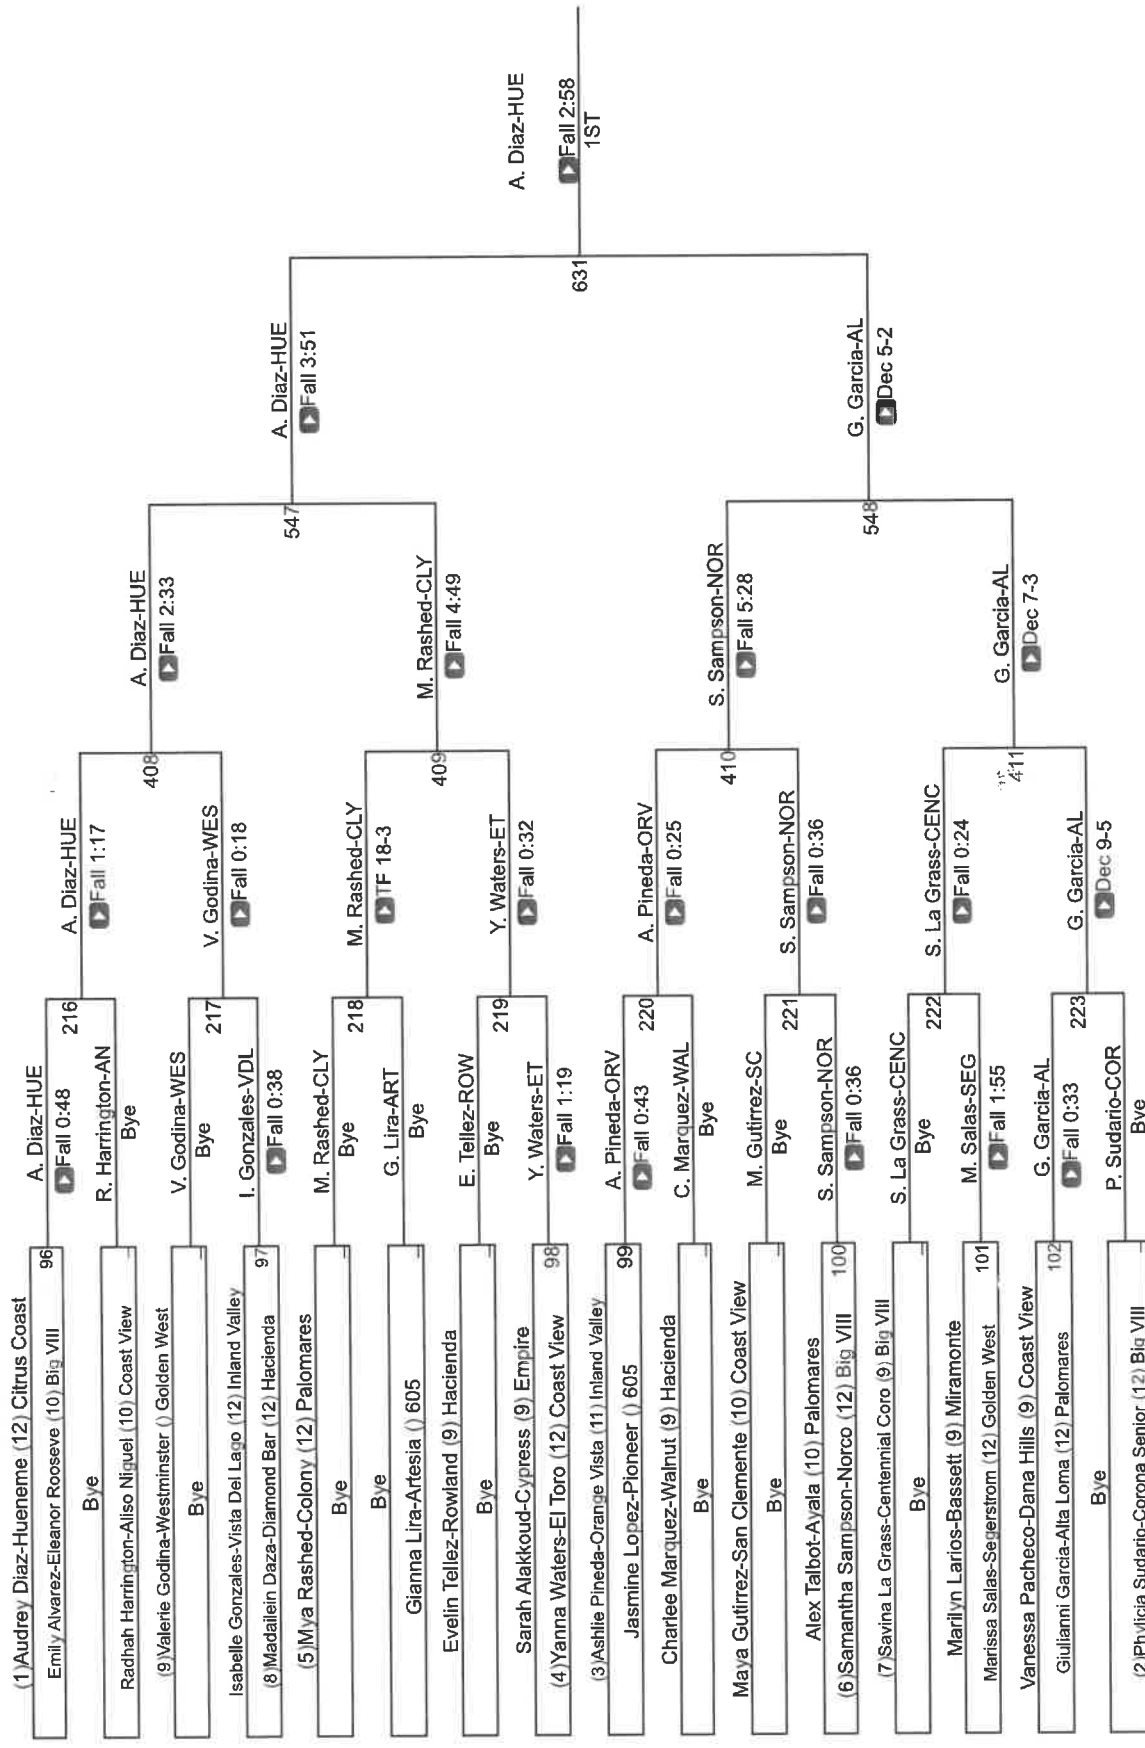 (1)Audrey Diaz-Hueneme (12) Citrus Coast
96
Emily Alvarez-Eleanor Rooseve (10) Big VIII
Bye
Radhah Harrington-Aliso Niguel (10) Coast View
(9)Valerie Godina-Westminster () Golden West
Bye
Isabelle Gonzales-Vista Del Lago (12) Inland Valley
97
(8)Madailein Daza-Diamond Bar (12) Hacienda
(5)Mya Rashed-Colony (12) Palomares
Bye
Bye
Gianna Lira-Artesia () 605
Evelin Tellez-Rowland (9) Hacienda
Bye
Sarah Alakkoud-Cypress (9) Empire
98
(4)Yanna Waters-El Toro (12) Coast View
(3)Ashlie Pineda-Orange Vista (11) Inland Valley
99
Jasmine Lopez-Pioneer () 605
Charlee Marquez-Walnut (9) Hacienda
Bye
Maya Gutirrez-San Clemente (10) Coast View
Bye
Alex Talbot-Ayala (10) Palomares
100
(6)Samantha Sampson-Norco (12) Big VIII
(7)Savina La Grass-Centennial Coro (9) Big VIII
Bye
Marilyn Larios-Bassett (9) Miramonte
101
Marissa Salas-Segerstrom (12) Golden West
Vanessa Pacheco-Dana Hills (9) Coast View
102
Giulianni Garcia-Alta Loma (12) Palomares
Bye
(2)Phylicia Sudario-Corona Senior (12) Big VIII
A. Diaz-HUE
Fall 0:48
216
R. Harrington-AN
Bye
V. Godina-WES
Bye
217
I. Gonzales-VDL
Fall 0:38
M. Rashed-CLY
Bye
218
G. Lira-ART
Bye
E. Tellez-ROW
Bye
219
Y. Waters-ET
Fall 1:19
A. Pineda-ORV
Fall 0:43
220
C. Marquez-WAL
Bye
M. Gutirrez-SC
Bye
221
S. Sampson-NOR
Fall 0:36
S. La Grass-CENC
Bye
222
M. Salas-SEG
Fall 1:55
G. Garcia-AL
Fall 0:33
223
P. Sudario-COR
Bye
A. Diaz-HUE
Fall 1:17
408
V. Godina-WES
Fall 0:18
M. Rashed-CLY
TF 18-3
409
Y. Waters-ET
Fall 0:32
A. Pineda-ORV
Fall 0:25
410
S. Sampson-NOR
Fall 0:36
S. La Grass-CENC
Fall 0:24
411
G. Garcia-AL
Dec 9-5
A. Diaz-HUE
Fall 2:33
547
M. Rashed-CLY
Fall 4:49
S. Sampson-NOR
Fall 5:28
548
G. Garcia-AL
Dec 7-3
A. Diaz-HUE
Fall 3:51
631
G. Garcia-AL
Dec 5-2
A. Diaz-HUE
Fall 2:58
1ST